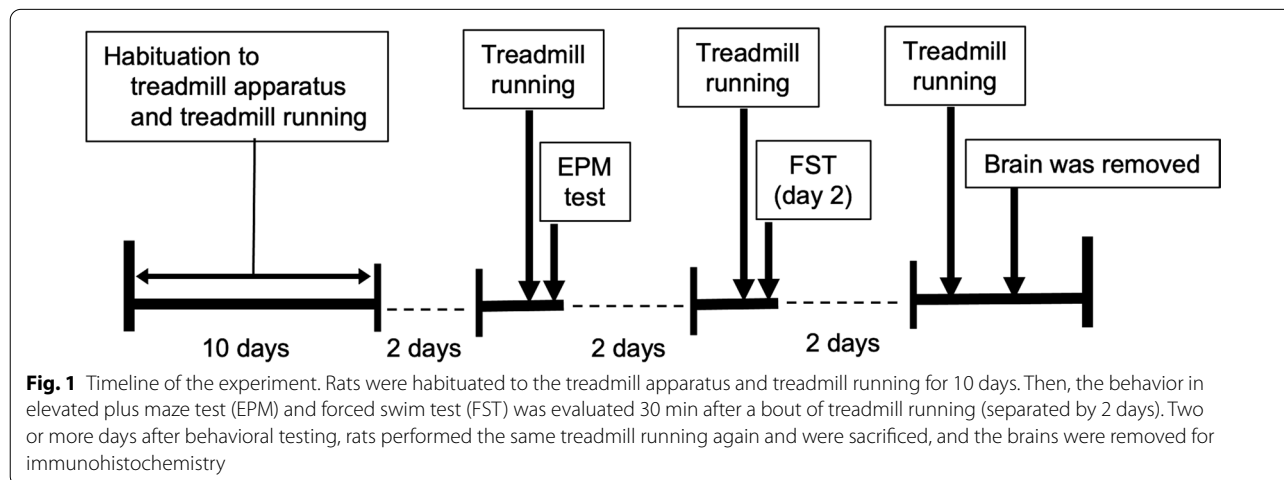 Habituation to
treadmill apparatus
and treadmill running
Treadmill
running
EPM
test
Treadmill
running
FST
(day 2)
Treadmill
running
Brain was removed
10 days
2 days
2 days
2 days
Fig. 1 Timeline of the experiment. Rats were habituated to the treadmill apparatus and treadmill running for 10 days. Then, the behavior in
elevated plus maze test (EPM) and forced swim test (FST) was evaluated 30 min after a bout of treadmill running (separated by 2 days). Two
or more days after behavioral testing, rats performed the same treadmill running again and were sacrificed, and the brains were removed for
immunohistochemistry